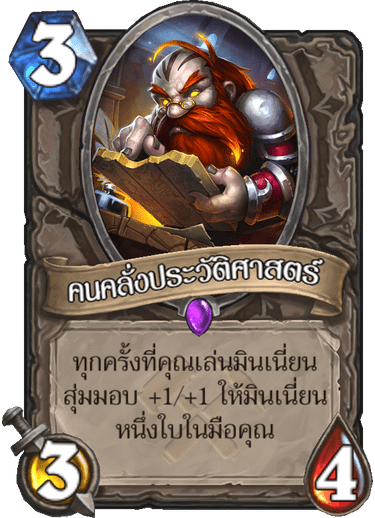 3
คนคลั่งประวัติศาสตร์
ทุกครั้งที่คุณเล่นมินเนี่ยน
สุ่มมอบ +1/+1 ให้มินเนี่ยน
หนึ่งใบในมือคุณ
3
4